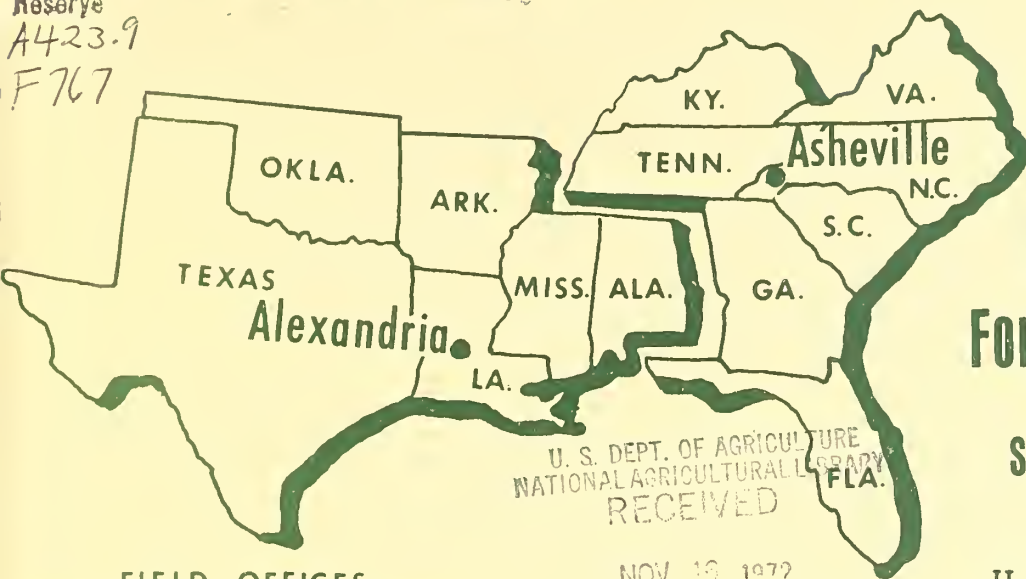 Reserve
A423.9
F767
KY.
VA.
OKLA.
TENN.
Asheville
ARK.
N.C.
S.C.
TEXAS
MISS.
ALA.
GA.
Alexandria
LA.
U. S. DEPT. OF AGRICULTURE
NATIONAL AGRICULTURAL LIBRARY
FLA.
RECEIVED
NOV 1972
FIELD OFFICES